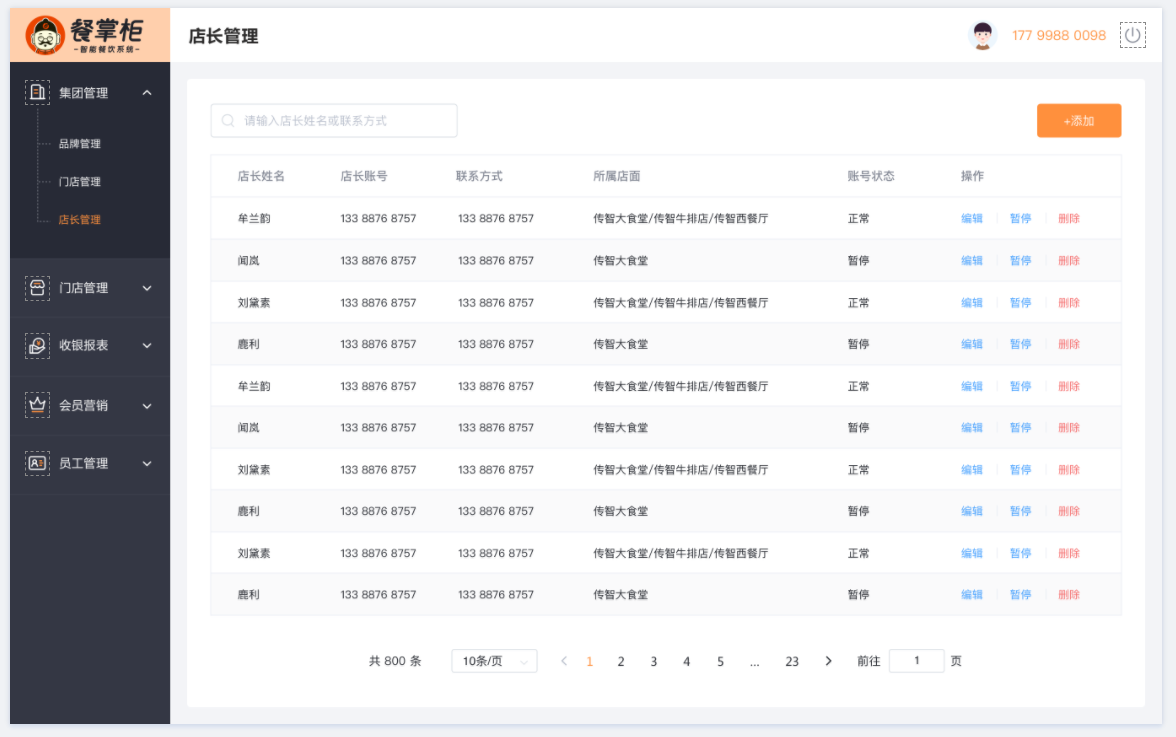 餐掌柜
-智能餐饮系统-
店长管理
177 9988 0098
集团管理
品牌管理
门店管理
店长管理
门店管理
收银报表
会员营销
员工管理
请输入店长姓名或联系方式
+添加
店长姓名 店长账号 联系方式 所属店面 账号状态 操作
牟兰韵 133 8876 8757 133 8876 8757 传智大食堂/传智牛排店/传智西餐厅 正常 编辑 暂停 删除
闻岚 133 8876 8757 133 8876 8757 传智大食堂 暂停 编辑 暂停 删除
刘黛素 133 8876 8757 133 8876 8757 传智大食堂/传智牛排店/传智西餐厅 正常 编辑 暂停 删除
鹿利 133 8876 8757 133 8876 8757 传智大食堂 暂停 编辑 暂停 删除
牟兰韵 133 8876 8757 133 8876 8757 传智大食堂/传智牛排店/传智西餐厅 正常 编辑 暂停 删除
闻岚 133 8876 8757 133 8876 8757 传智大食堂 暂停 编辑 暂停 删除
刘黛素 133 8876 8757 133 8876 8757 传智大食堂/传智牛排店/传智西餐厅 正常 编辑 暂停 删除
鹿利 133 8876 8757 133 8876 8757 传智大食堂 暂停 编辑 暂停 删除
刘黛素 133 8876 8757 133 8876 8757 传智大食堂/传智牛排店/传智西餐厅 正常 编辑 暂停 删除
鹿利 133 8876 8757 133 8876 8757 传智大食堂 暂停 编辑 暂停 删除
共 800 条 10条/页 1 2 3 4 5 ... 23 前往 1 页